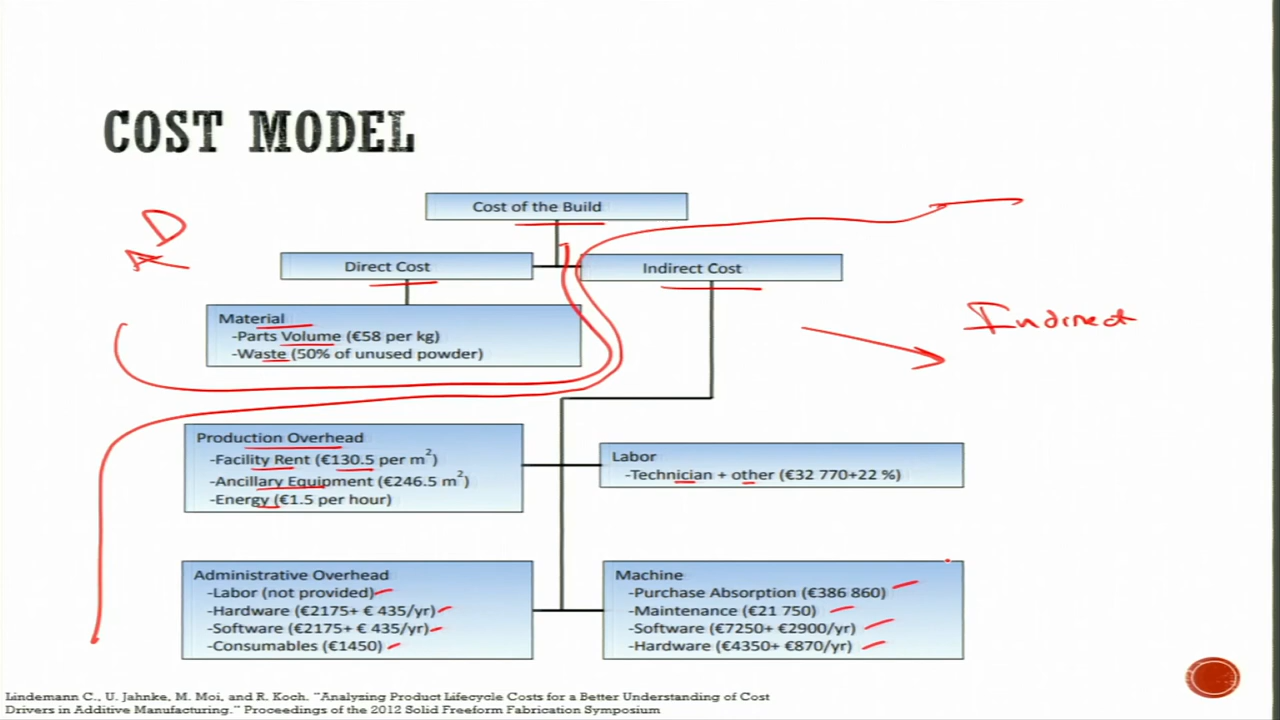 COST MODEL
Cost of the Build
D
Direct Cost
Indirect Cost
Material
-Parts Volume (€58 per kg)
-Waste (50% of unused powder)
Indirect
Production Overhead
-Facility Rent (€130.5 per m²)
-Ancillary Equipment (€246.5 m²)
-Energy (€1.5 per hour)
Labor
-Technician + other (€32 770+22 %)
Administrative Overhead
-Labor (not provided)
-Hardware (€2175+ € 435/yr)
-Software (€2175+ € 435/yr)
-Consumables (€1450)
Machine
-Purchase Absorption (€386 860)
-Maintenance (€21 750)
-Software (€7250+ €2900/yr)
-Hardware (€4350+ €870/yr)
Lindemann C., U. Jahnke, M. Moi, and R. Koch. "Analyzing Product Lifecycle Costs for a Better Understanding of Cost
Drivers in Additive Manufacturing." Proceedings of the 2012 Solid Freeform Fabrication Symposium